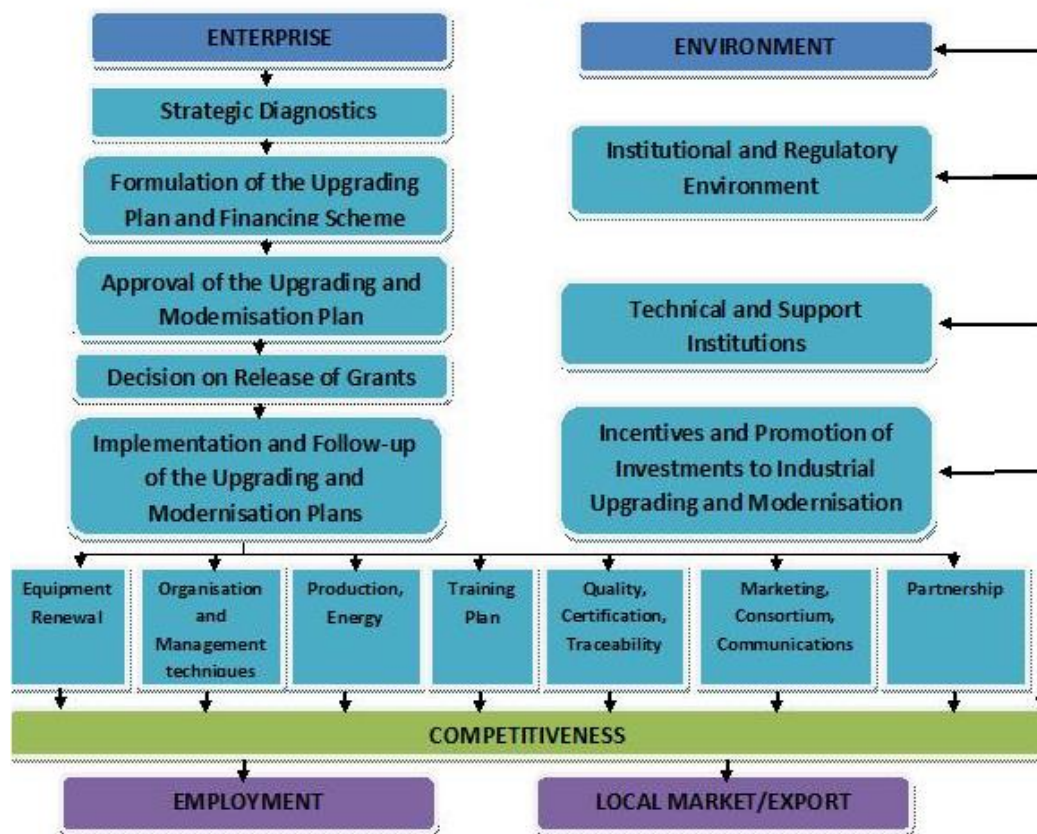 ENTERPRISE
Strategic Diagnostics
Formulation of the Upgrading
Plan and Financing Scheme
Approval of the Upgrading and
Modernisation Plan
Decision on Release of Grants
Implementation and Follow-up
of the Upgrading and
Modernisation Plans
ENVIRONMENT
Institutional and Regulatory
Environment
Technical and Support
Institutions
Incentives and Promotion of
Investments to Industrial
Upgrading and Modernisation
Equipment
Renewal
Organisation
and
Management
techniques
Production,
Energy
Training
Plan
Quality,
Certification,
Traceability
Marketing,
Consortium,
Communications
Partnership
COMPETITIVENESS
EMPLOYMENT
LOCAL MARKET/EXPORT